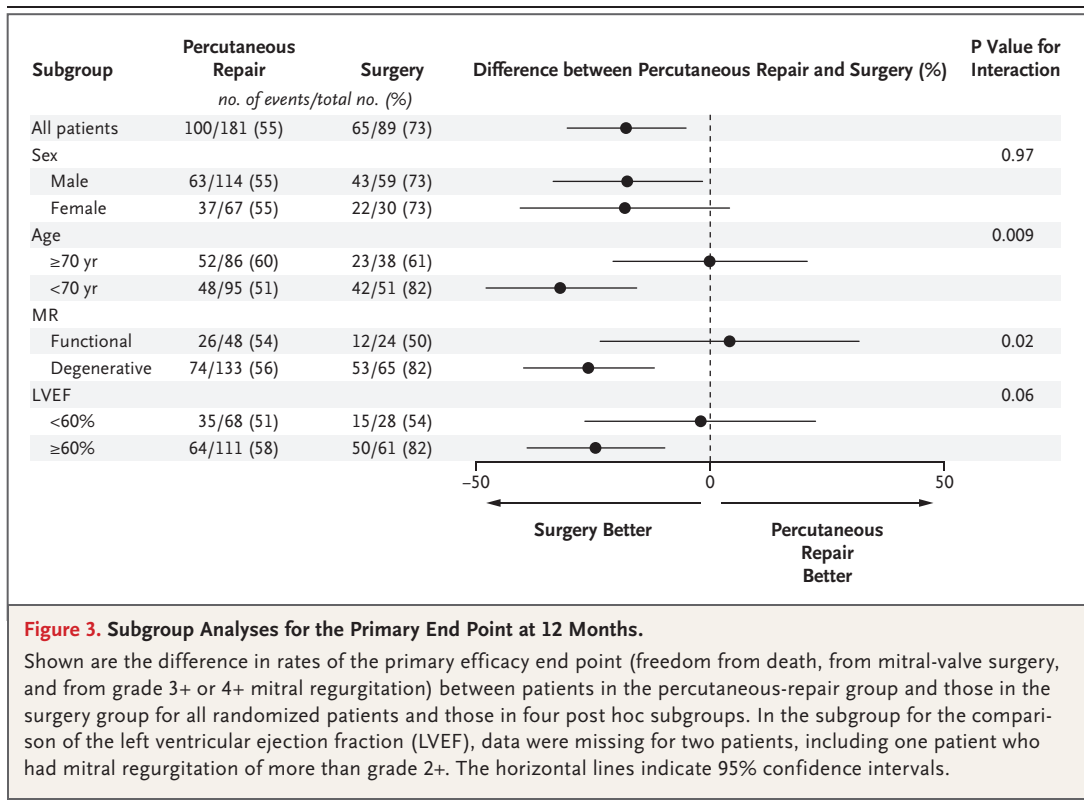 Subgroup Percutaneous Repair Surgery Difference between Percutaneous Repair and Surgery (%) P Value for Interaction
no. of events/total no. (%)
All patients 100/181 (55) 65/89 (73)
Sex 0.97
Male 63/114 (55) 43/59 (73)
Female 37/67 (55) 22/30 (73)
Age 0.009
≥70 yr 52/86 (60) 23/38 (61)
<70 yr 48/95 (51) 42/51 (82)
MR
Functional 26/48 (54) 12/24 (50) 0.02
Degenerative 74/133 (56) 53/65 (82)
LVEF 0.06
<60% 35/68 (51) 15/28 (54)
≥60% 64/111 (58) 50/61 (82)
–50 0 50
Surgery Better Percutaneous Repair Better
Figure 3. Subgroup Analyses for the Primary End Point at 12 Months.
Shown are the difference in rates of the primary efficacy end point (freedom from death, from mitral-valve surgery,
and from grade 3+ or 4+ mitral regurgitation) between patients in the percutaneous-repair group and those in the
surgery group for all randomized patients and those in four post hoc subgroups. In the subgroup for the compari-
son of the left ventricular ejection fraction (LVEF), data were missing for two patients, including one patient who
had mitral regurgitation of more than grade 2+. The horizontal lines indicate 95% confidence intervals.